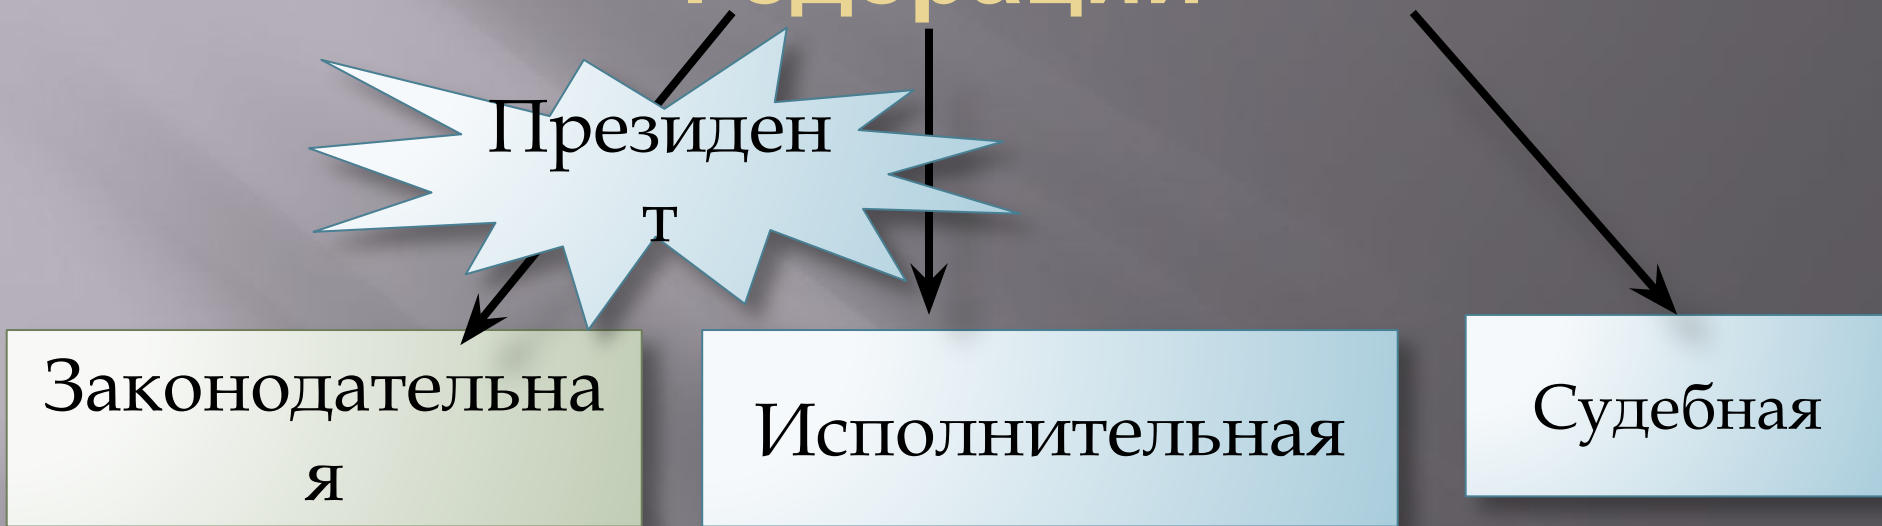 Президен
т
Законодательна
я
Исполнительная
Судебная